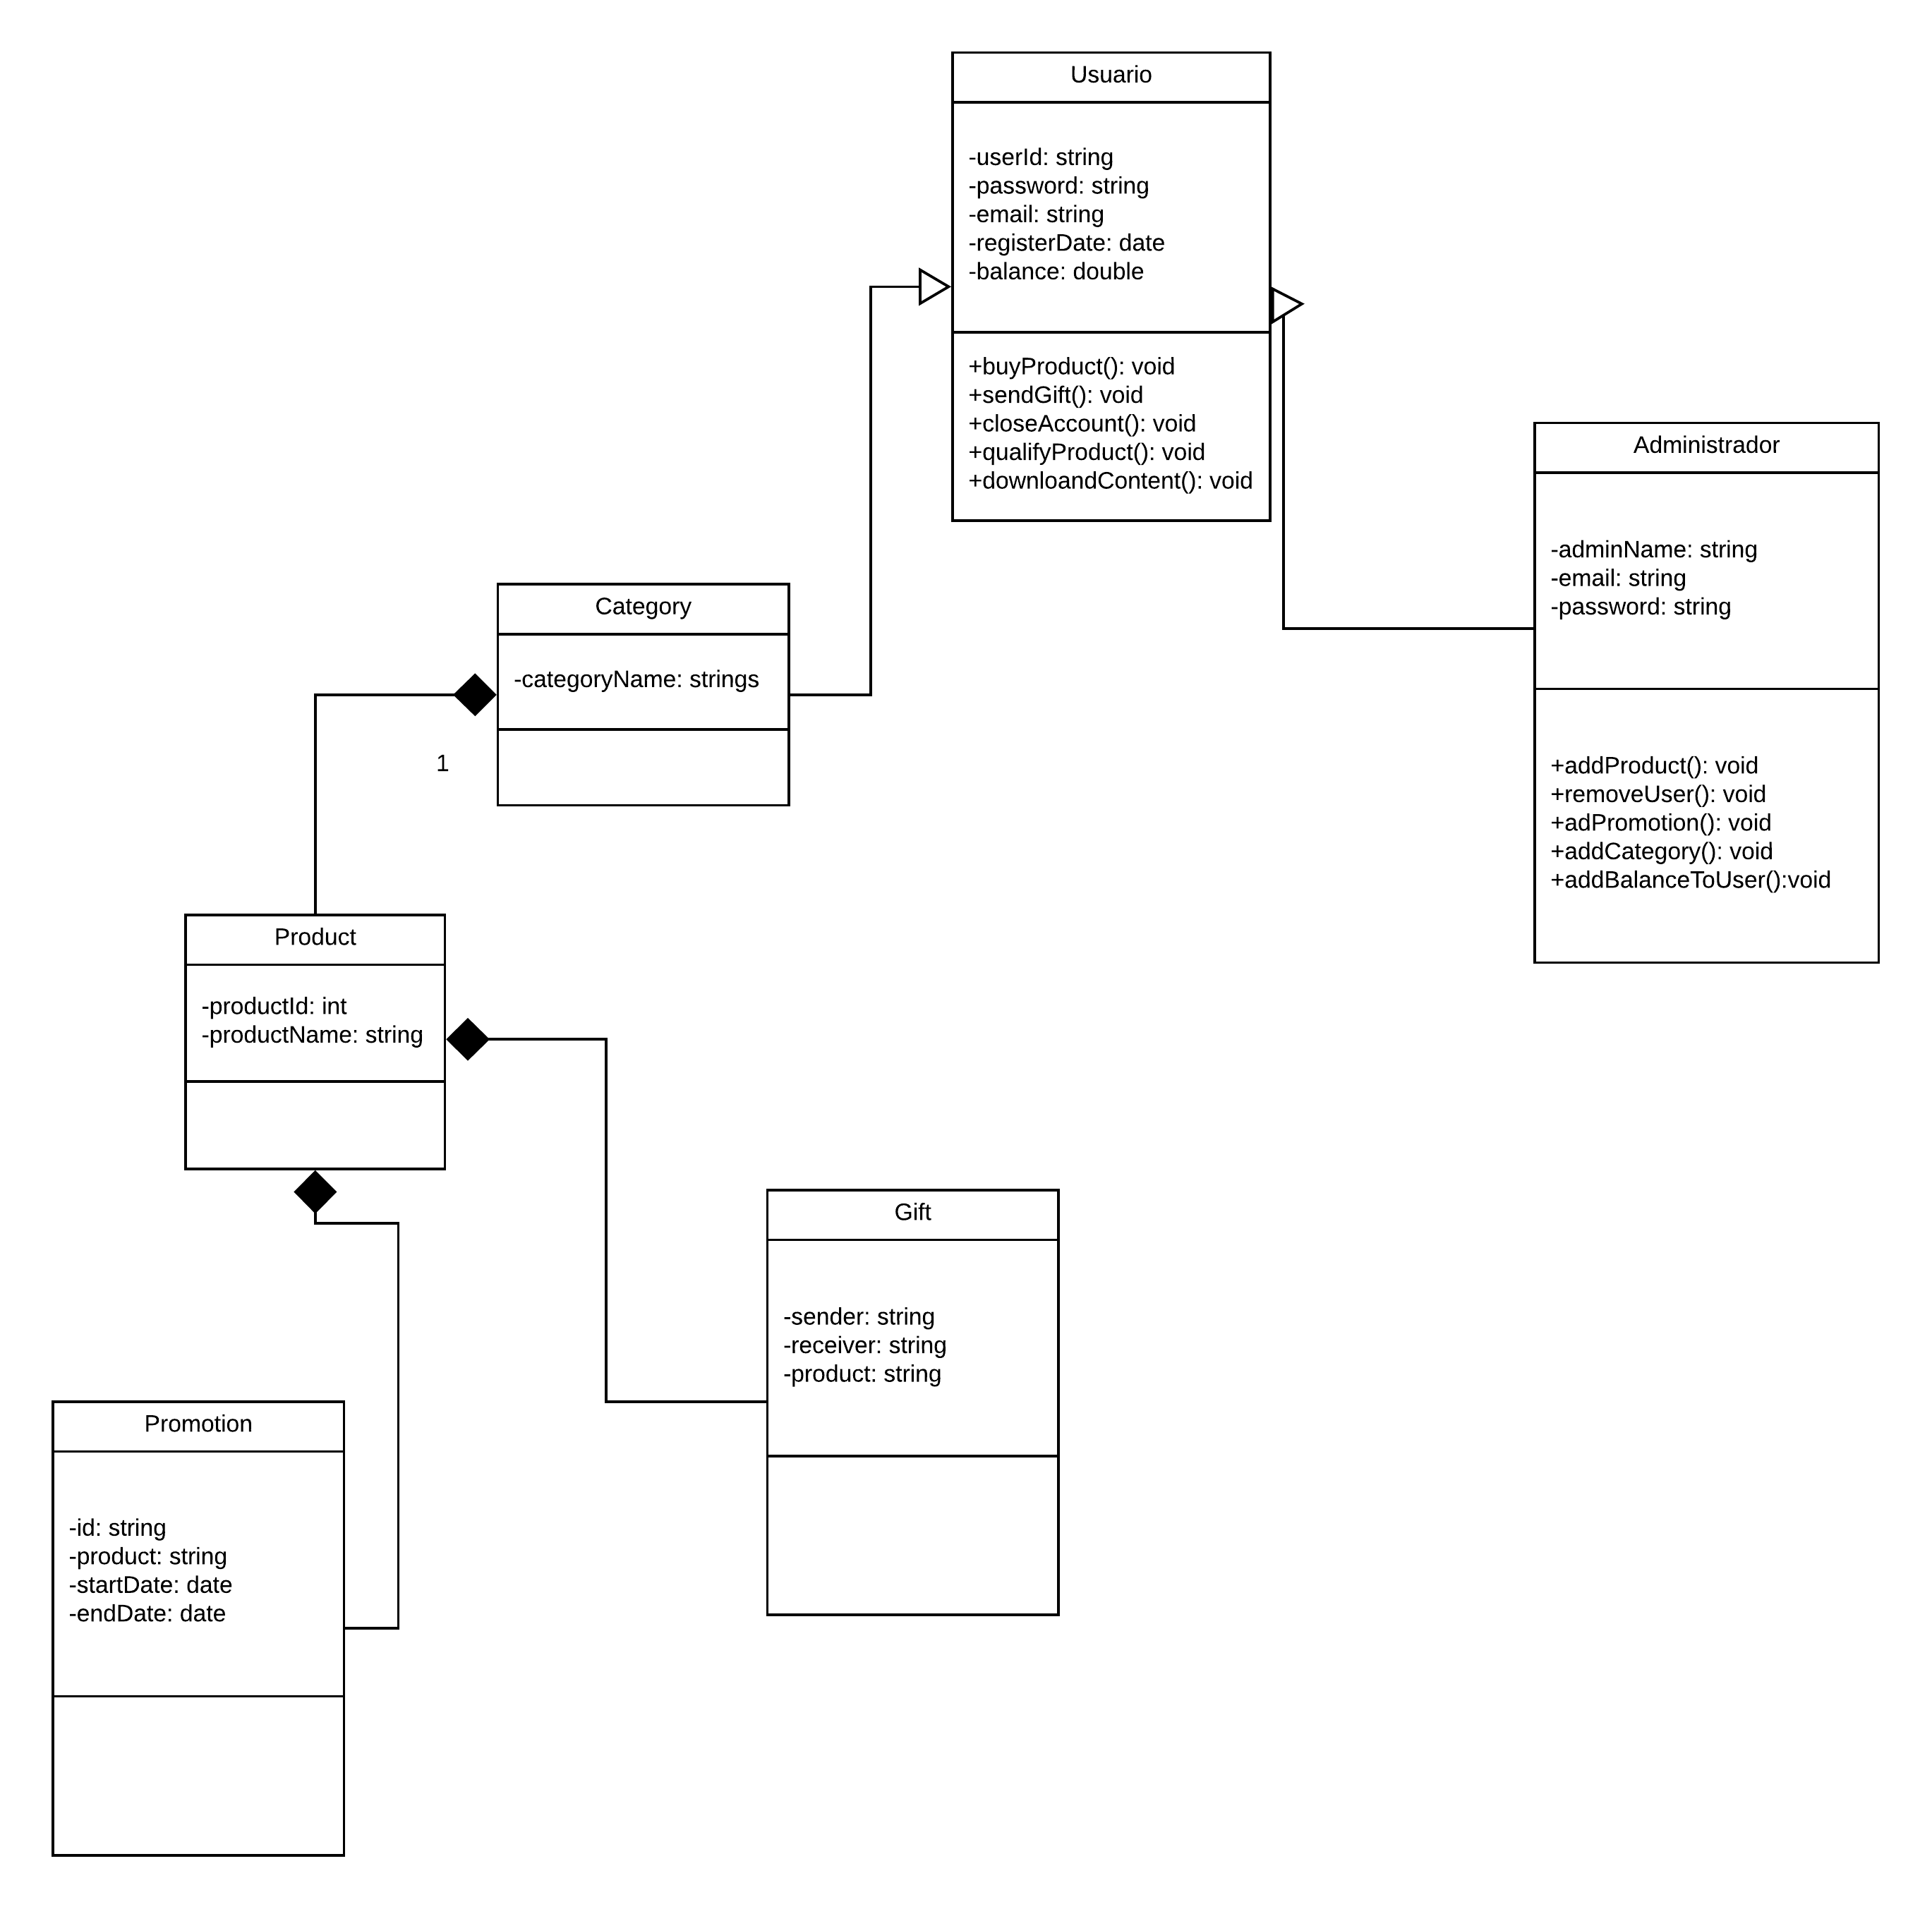 Usuario
-userId: string
-password: string
-email: string
-registerDate: date
-balance: double
+buyProduct(): void
+sendGift(): void
+closeAccount(): void
+qualifyProduct(): void
+downloandContent(): void
Administrador
-adminName: string
-email: string
-password: string
+addProduct(): void
+removeUser(): void
+adPromotion(): void
+addCategory(): void
+addBalanceToUser():void
Category
-categoryName: strings
1
Product
-productId: int
-productName: string
Gift
-sender: string
-receiver: string
-product: string
Promotion
-id: string
-product: string
-startDate: date
-endDate: date